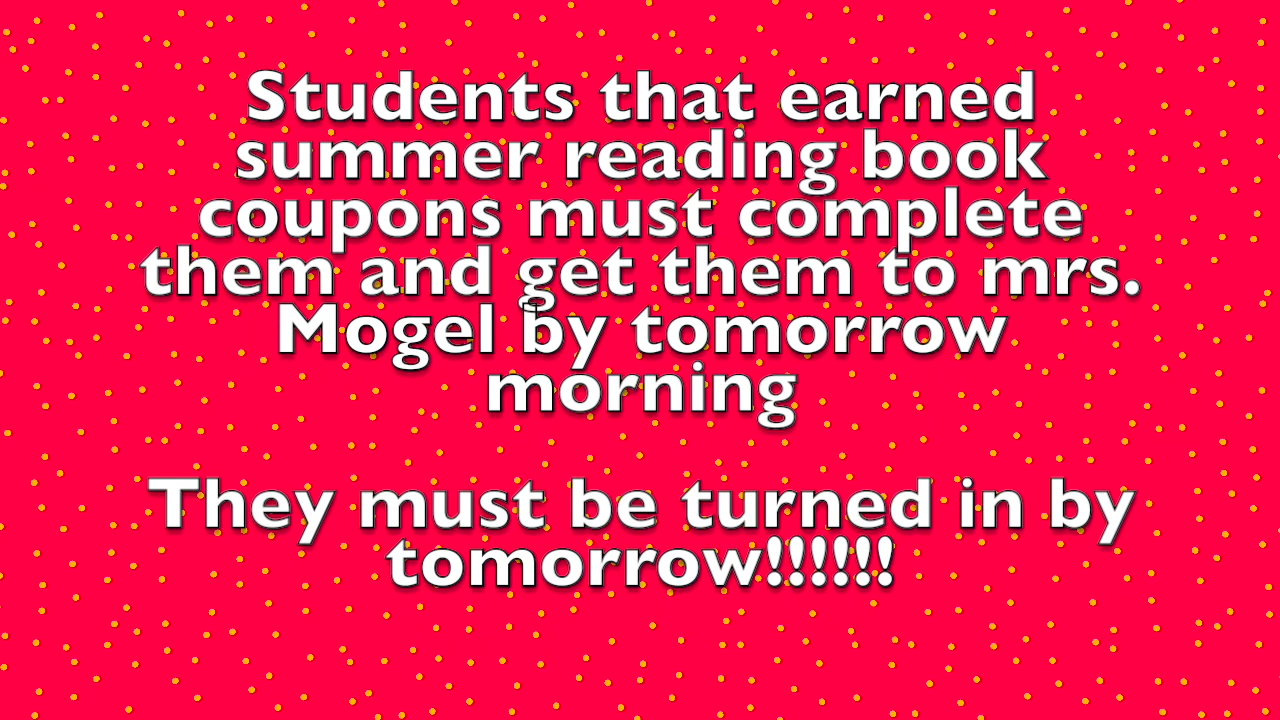 Students that earned
summer reading book
coupons must complete
them and get them to mrs.
Mogel by tomorrow
morning
They must be turned in by
tomorrow!!!!!!